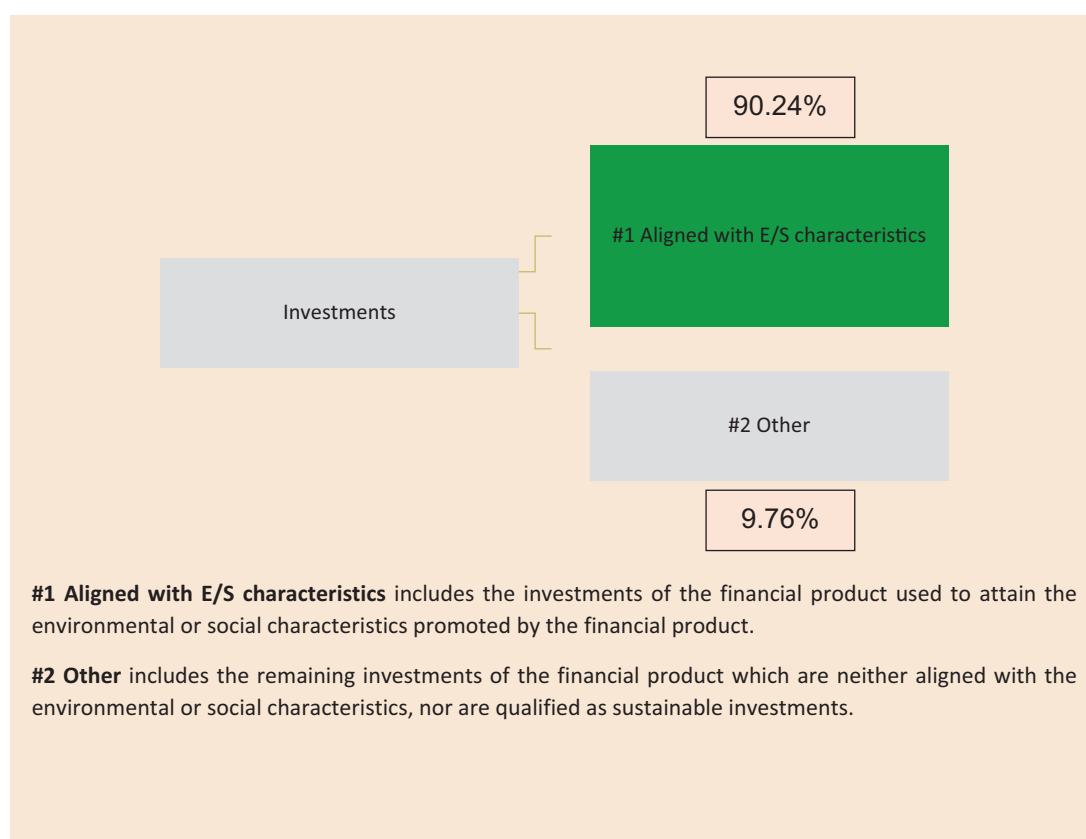 90.24%
#1 Aligned with E/S characteristics
Investments
#2 Other
9.76%
#1 Aligned with E/S characteristics includes the investments of the financial product used to attain the
environmental or social characteristics promoted by the financial product.
#2 Other includes the remaining investments of the financial product which are neither aligned with the
environmental or social characteristics, nor are qualified as sustainable investments.